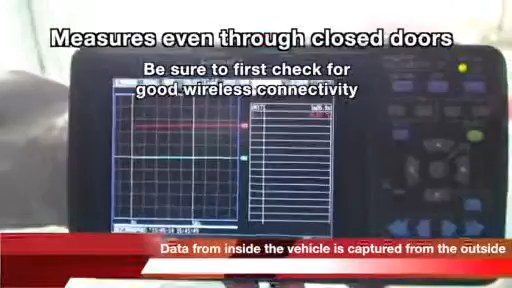 Measures even through closed doors
Be sure to first check for
good wireless connectivity
Data from inside the vehicle is captured from the outside